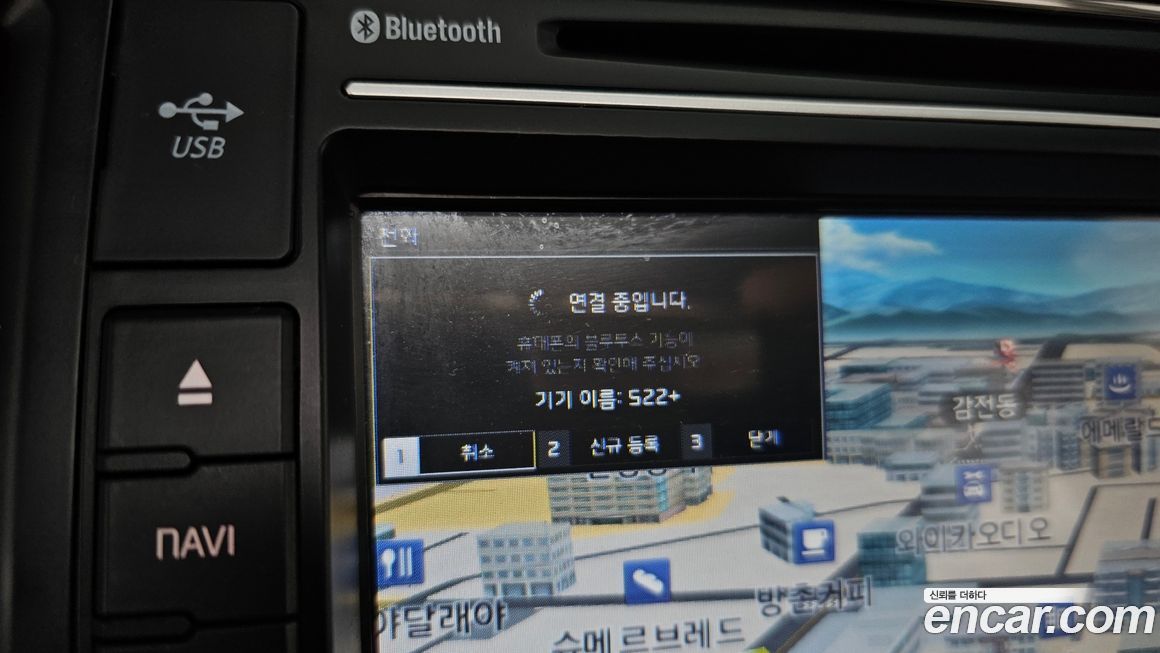 Bluetooth
USB
전화
연결 중입니다.
휴대폰의 블루투스 기능이
켜져 있는지 확인해 주십시오
기기 이름: S22+
1 취소 2 신규 등록 3 닫기
감전동
에메랄드
와이카오디오
NAVI
야달래야
슈메르브레드
방촌커피
신뢰를 더하다
encar.com